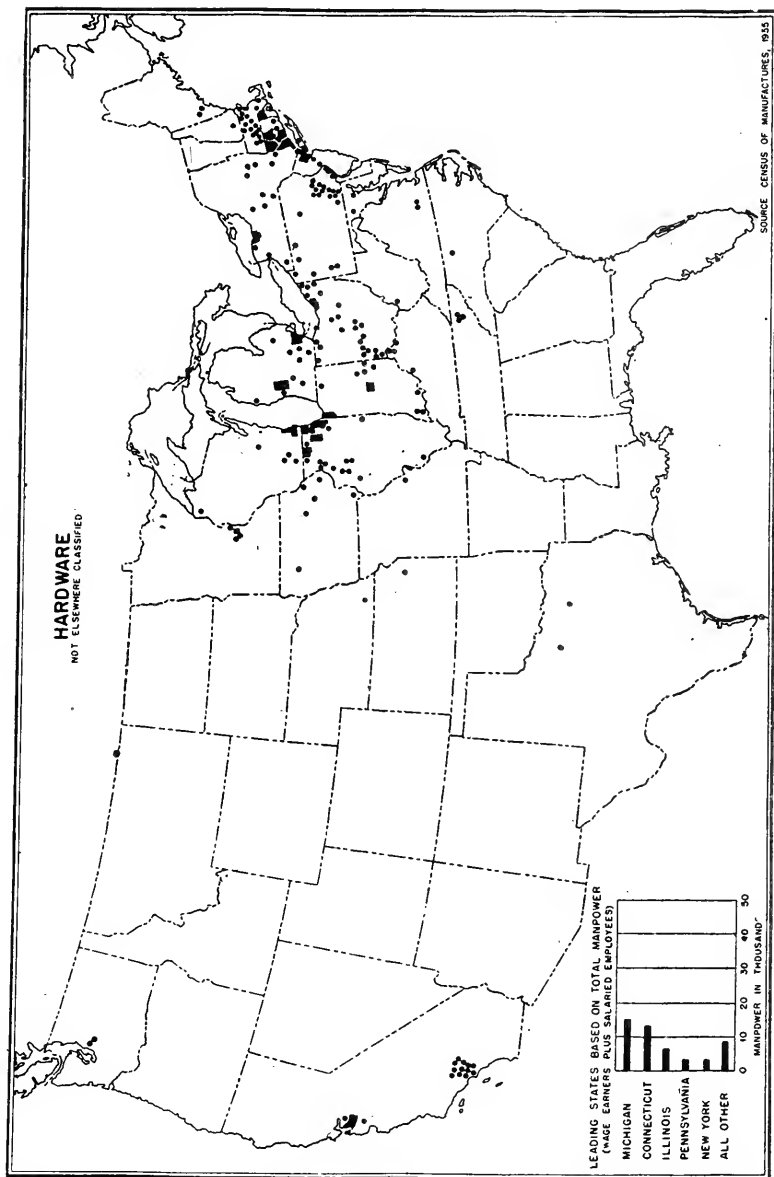 HARDWARE
NOT ELSEWHERE CLASSIFIED
LEADING STATES BASED ON TOTAL MANPOWER
(WAGE EARNERS PLUS SALARIED EMPLOYEES)
MICHIGAN
CONNECTICUT
ILLINOIS
PENNSYLVANIA
NEW YORK
ALL OTHER
0 10 20 30 40 50
MANPOWER IN THOUSAND
SOURCE CENSUS OF MANUFACTURES, 1935